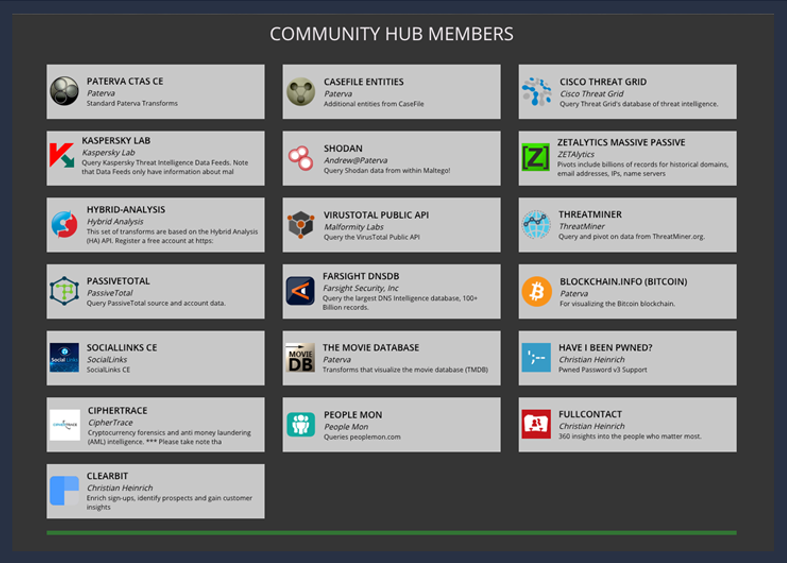 COMMUNITY HUB MEMBERS
PATERVA CTAS CE
Paterva
Standard Paterva Transforms
CASEFILE ENTITIES
Paterva
Additional entities from CaseFile
CISCO THREAT GRID
Cisco Threat Grid
Query Threat Grid's database of threat intelligence.
KASPERSKY LAB
Kaspersky Lab
Query Kaspersky Threat Intelligence Data Feeds. Note
that Data Feeds only have information about mal
SHODAN
Andrew@Paterva
Query Shodan data from within Maltego!
ZETALYTICS MASSIVE PASSIVE
ZETAlytics
Pivots include billions of records for historical domains,
email addresses, IPs, name servers
HYBRID-ANALYSIS
Hybrid Analysis
This set of transforms are based on the Hybrid Analysis
(HA) API. Register a free account at https:
VIRUSTOTAL PUBLIC API
Malformity Labs
Query the VirusTotal Public API
THREATMINER
ThreatMiner
Query and pivot on data from ThreatMiner.org.
PASSIVETOTAL
PassiveTotal
Query PassiveTotal source and account data.
FARSIGHT DNSDB
Farsight Security, Inc
Query the largest DNS Intelligence database, 100+
Billion records.
BLOCKCHAIN.INFO (BITCOIN)
Paterva
For visualizing the Bitcoin blockchain.
Social Links
SOCIALLINKS CE
SocialLinks
SocialLinks CE
MOVIE
DB
THE MOVIE DATABASE
Paterva
Transforms that visualize the movie database (TMDB)
';--
HAVE I BEEN PWNED?
Christian Heinrich
Pwned Password v3 Support
CIPHERTRACE
CIPHERTRACE
CipherTrace
Cryptocurrency forensics and anti money laundering
(AML) intelligence. *** Please take note tha
PEOPLE MON
People Mon
Queries peoplemon.com
FULLCONTACT
Christian Heinrich
360 insights into the people who matter most.
CLEARBIT
Christian Heinrich
Enrich sign-ups, identify prospects and gain customer
insights